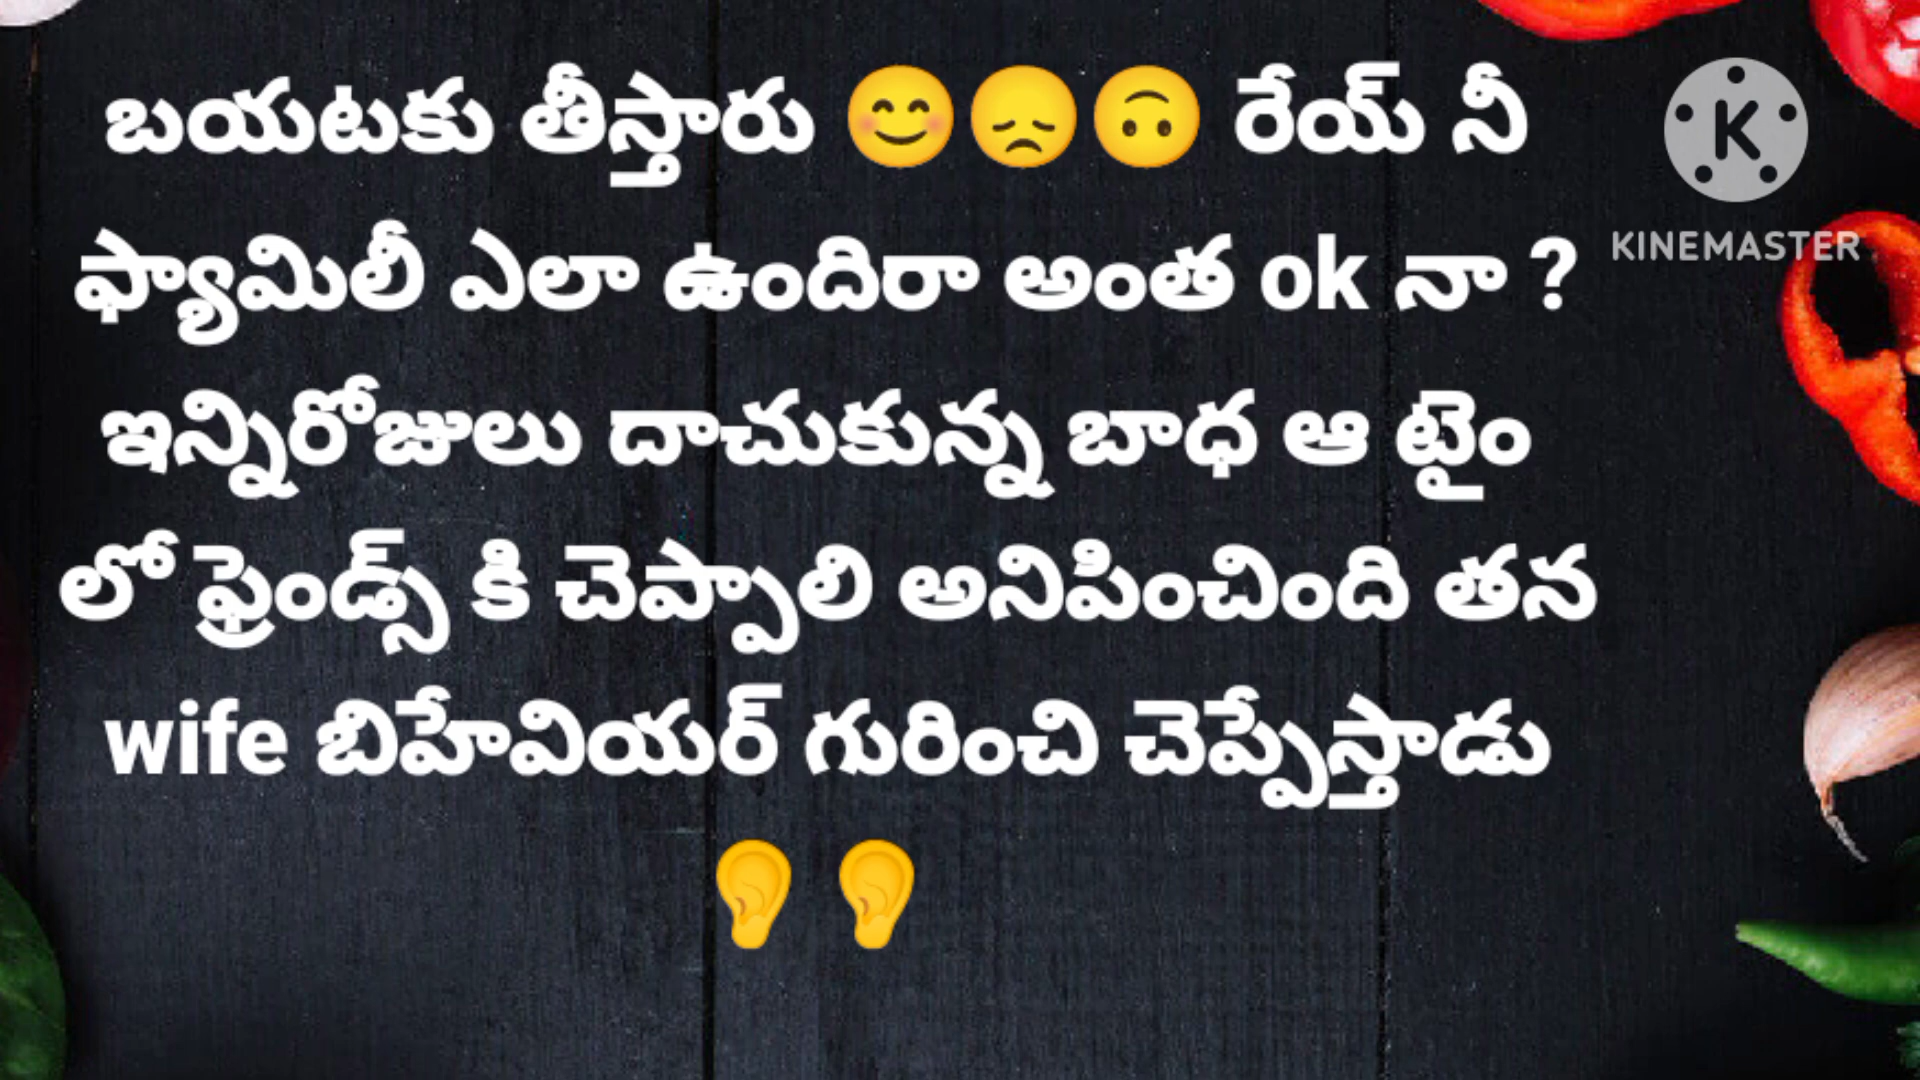 బయటకు తీస్తారు 😊😞🙃 రేయ్ నీ
ఫ్యామిలీ ఎలా ఉందిరా అంత ok నా ?
ఇన్నిరోజులు దాచుకున్న బాధ ఆ టైం
లో ఫ్రెండ్స్ కి చెప్పాలి అనిపించింది తన
wife బిహేవియర్ గురించి చెప్పేస్తాడు
👂 👂
K
KINEMASTER